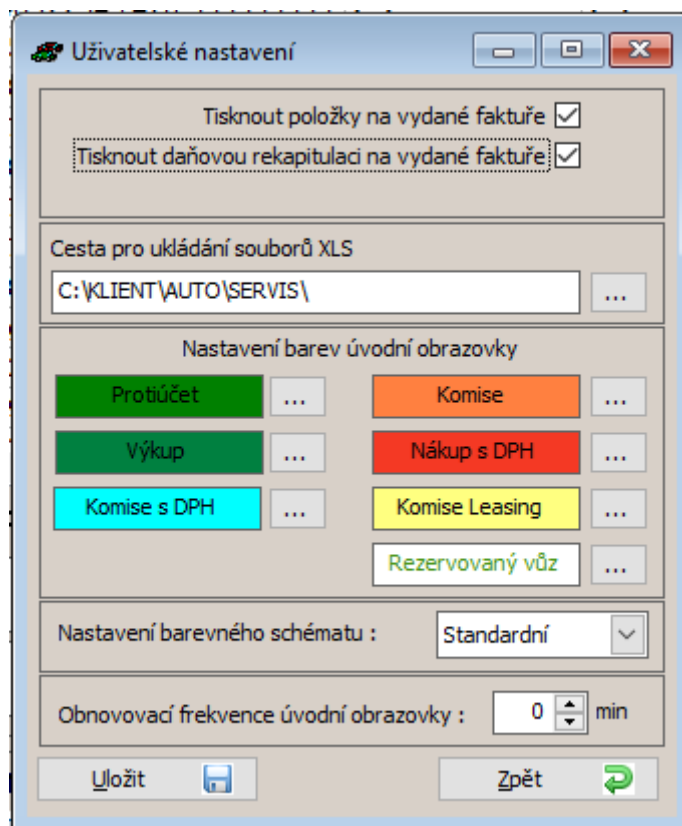 Uživatelské nastavení
Tisknout položky na vydané faktuře
Tisknout daňovou rekapitulaci na vydané faktuře
Cesta pro ukládání souborů XLS
C:\KLIENT\AUTO\SERVIS\ ...
Nastavení barev úvodní obrazovky
Protiúčet ... Komise ...
Výkup ... Nákup s DPH ...
Komise s DPH ... Komise Leasing ...
Rezervovaný vůz ...
Nastavení barevného schématu : Standardní
Obnovovací frekvence úvodní obrazovky : 0 min
Uložit Zpět